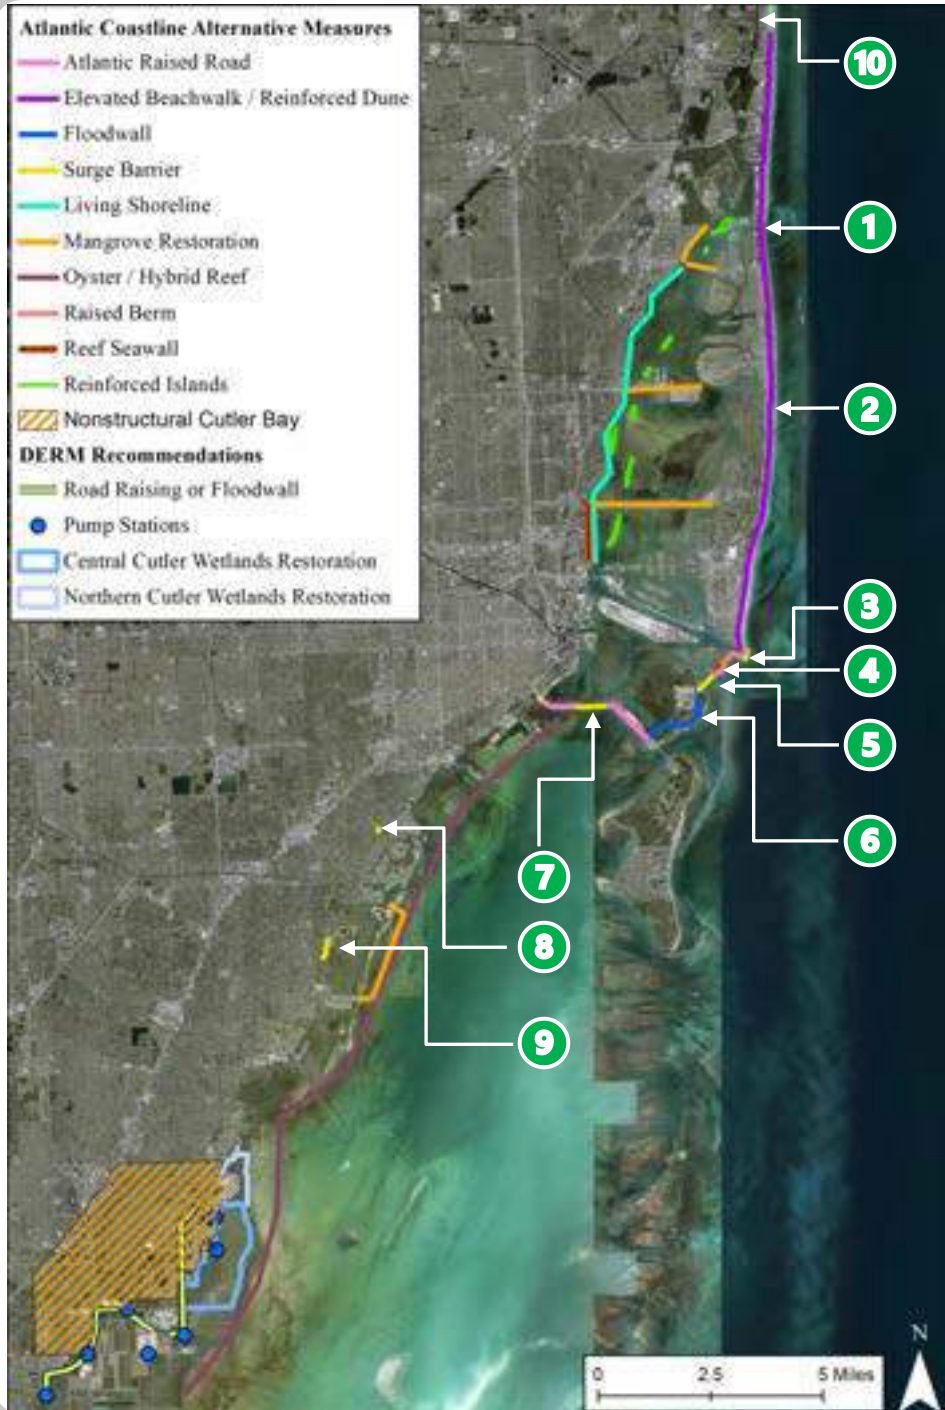 Atlantic Coastline Alternative Measures
Atlantic Raised Road
Elevated Beachwalk / Reinforced Dune
Floodwall
Surge Barrier
Living Shoreline
Mangrove Restoration
Oyster / Hybrid Reef
Raised Berm
Reef Seawall
Reinforced Islands
Nonstructural Cutler Bay
DERM Recommendations
Road Raising or Floodwall
Pump Stations
Central Cutler Wetlands Restoration
Northern Cutler Wetlands Restoration
10
1
2
3
4
5
6
7
8
9
N
0 2.5 5 Miles